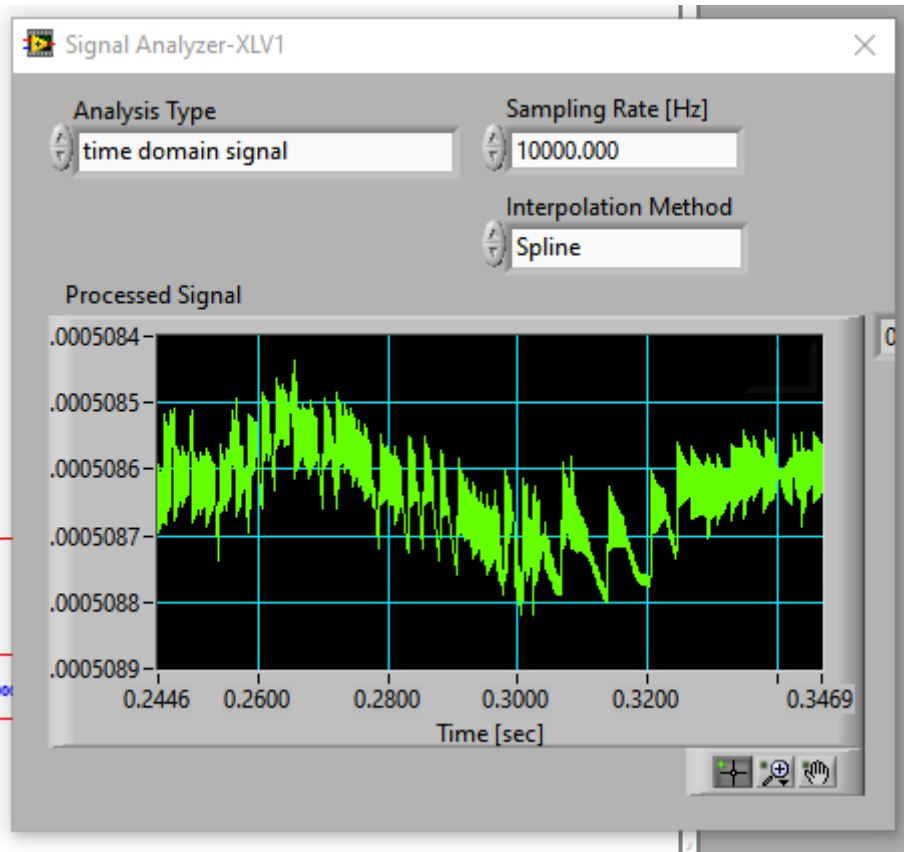 Signal Analyzer-XLV1
Analysis Type
Sampling Rate [Hz]
time domain signal
10000.000
Interpolation Method
Spline
Processed Signal
.0005084
.0005085
.0005086
.0005087
.0005088
.0005089
0.2446 0.2600 0.2800 0.3000 0.3200 0.3469
Time [sec]